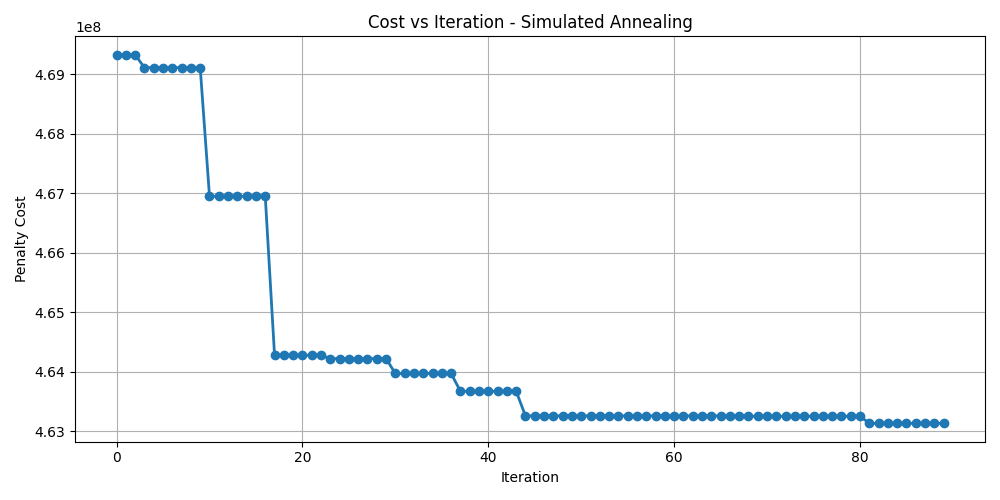 Cost vs Iteration - Simulated Annealing
1e8
4.69
4.68
4.67
4.66
4.65
4.64
4.63
Penalty Cost
0 20 40 60 80
Iteration